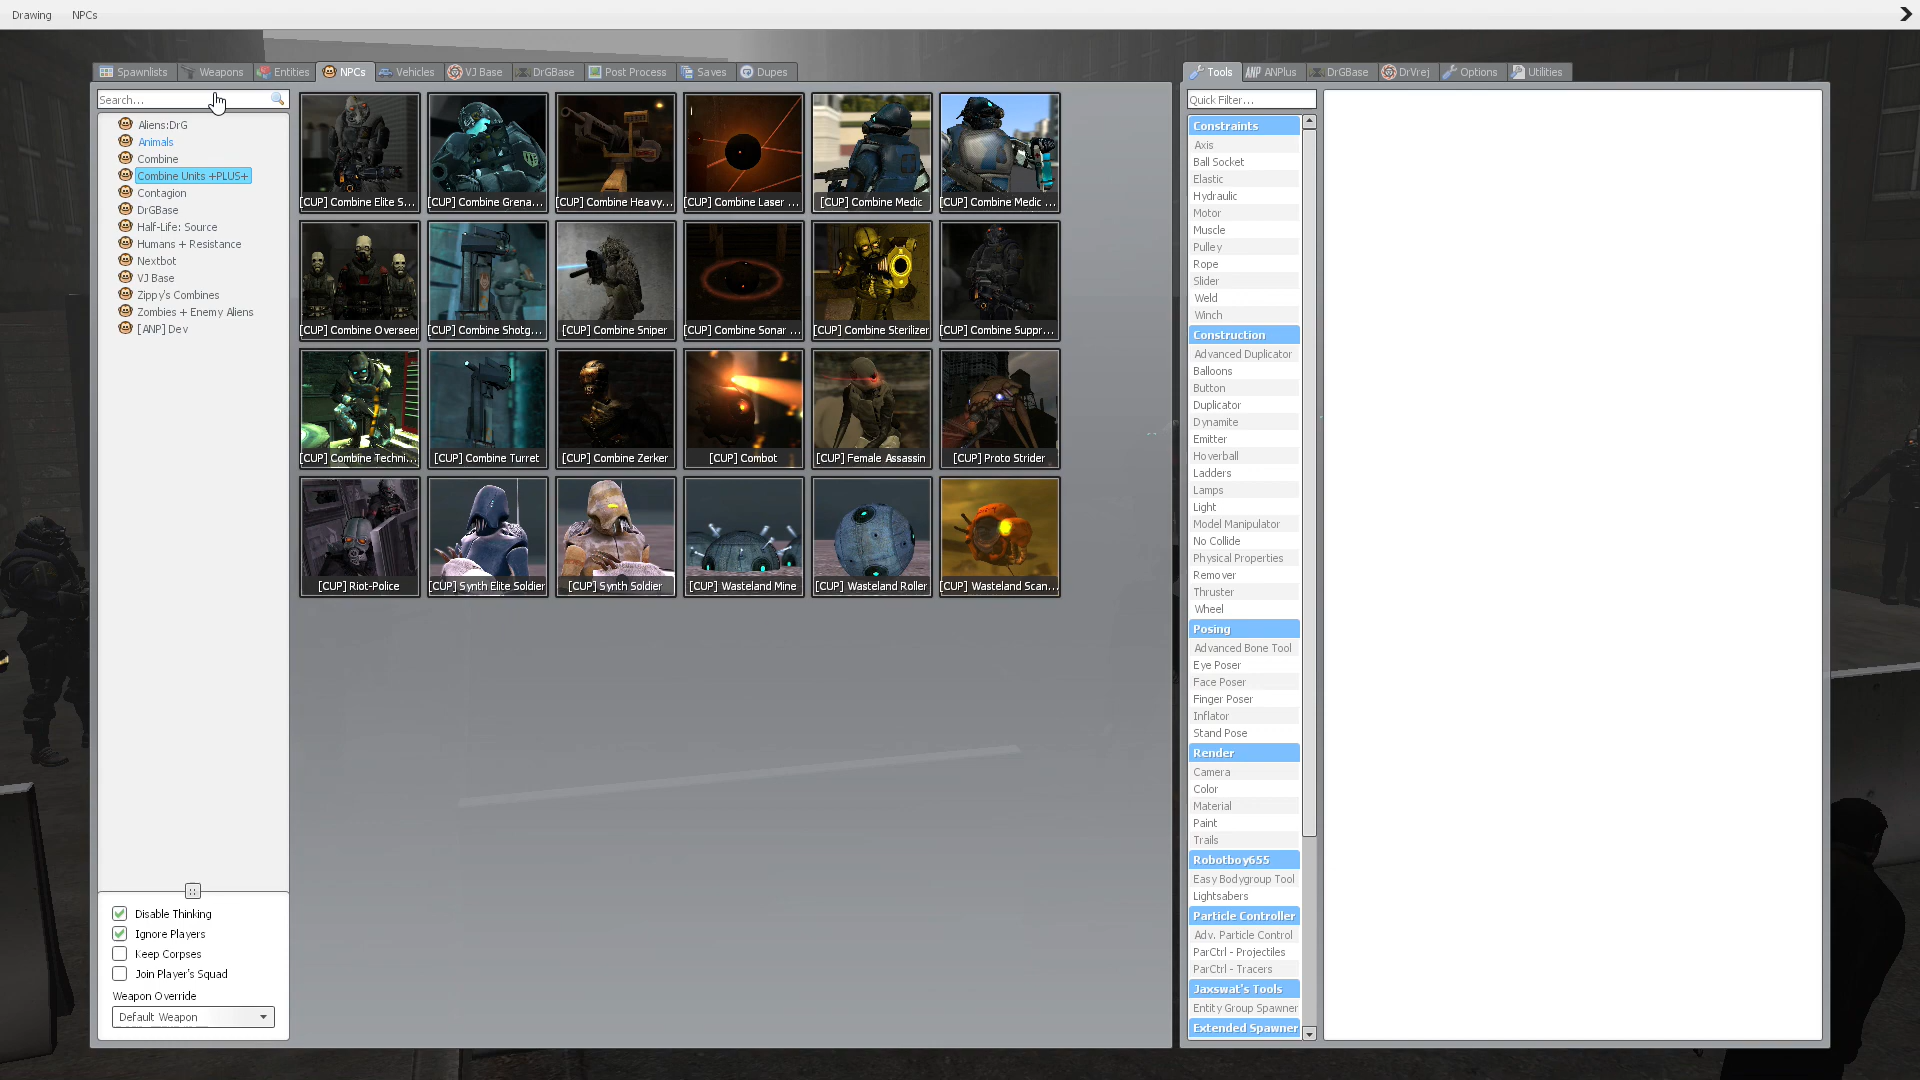 Drawing NPCs
Spawnlists Weapons Entities NPCs Vehicles VJ Base DrGBase Post Process Saves Dupes
Tools ANPlus DrGBase DrVrej Options Utilities
Search...
Aliens:DrG
Animals
Combine
Combine Units +PLUS+
Contagion
DrGBase
Half-Life: Source
Humans + Resistance
Nextbot
VJ Base
Zippy's Combines
Zombies + Enemy Aliens
[ANP] Dev
[CUP] Combine Elite S... [CUP] Combine Grena... [CUP] Combine Heavy... [CUP] Combine Laser ... [CUP] Combine Medic [CUP] Combine Medic ...
[CUP] Combine Overseer [CUP] Combine Shotg... [CUP] Combine Sniper [CUP] Combine Sonar ... [CUP] Combine Sterilizer [CUP] Combine Suppr...
[CUP] Combine Techni... [CUP] Combine Turret [CUP] Combine Zerker [CUP] Combot [CUP] Female Assassin [CUP] Proto Strider
[CUP] Riot-Police [CUP] Synth Elite Soldier [CUP] Synth Soldier [CUP] Wasteland Mine [CUP] Wasteland Roller [CUP] Wasteland Scan...
Disable Thinking
Ignore Players
Keep Corpses
Join Player's Squad
Weapon Override
Default Weapon
Quick Filter...
Constraints
Axis
Ball Socket
Elastic
Hydraulic
Motor
Muscle
Pulley
Rope
Slider
Weld
Winch
Construction
Advanced Duplicator
Balloons
Button
Duplicator
Dynamite
Emitter
Hoverball
Ladders
Lamps
Light
Model Manipulator
No Collide
Physical Properties
Remover
Thruster
Wheel
Posing
Advanced Bone Tool
Eye Poser
Face Poser
Finger Poser
Inflator
Stand Pose
Render
Camera
Color
Material
Paint
Trails
Robotboy655
Easy Bodygroup Tool
Lightsabers
Particle Controller
Adv. Particle Control
ParCtrl - Projectiles
ParCtrl - Tracers
Jaxswat's Tools
Entity Group Spawner
Extended Spawner